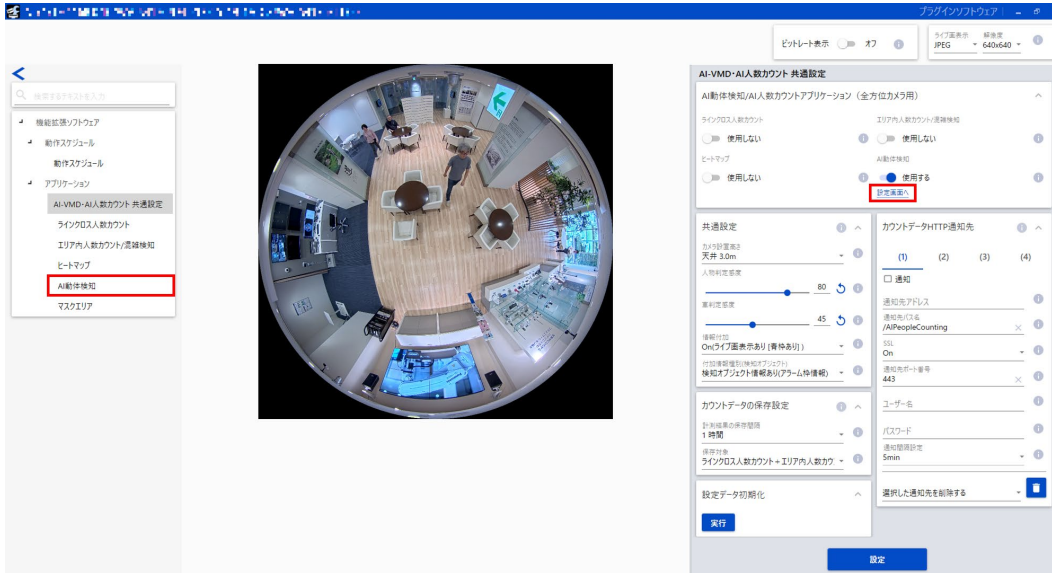 プラグインソフトウェア
ビットレート表示 オフ
ライブ画表示 解像度
JPEG 640x640
検索するテキストを入力
機能拡張ソフトウェア
動作スケジュール
動作スケジュール
アプリケーション
AI-VMD・AI人数カウント 共通設定
ラインクロス人数カウント
エリア内人数カウント/混雑検知
ヒートマップ
AI動体検知
マスクエリア
AI-VMD・AI人数カウント 共通設定
AI動体検知/AI人数カウントアプリケーション（全方位カメラ用）
ラインクロス人数カウント
使用しない
エリア内人数カウント/混雑検知
使用しない
ヒートマップ
使用しない
AI動体検知
使用する
設定画面へ
共通設定
カメラ設置高さ
天井 3.0m
人物判定感度
80
車判定感度
45
情報付加
On(ライブ画表示あり [青枠あり] )
付加情報種別(検知オブジェクト)
検知オブジェクト情報あり(アラーム枠情報)
カウントデータの保存設定
計測結果の保存間隔
1 時間
保存対象
ラインクロス人数カウント＋エリア内人数カウ
設定データ初期化
実行
カウントデータHTTP通知先
(1) (2) (3) (4)
通知
通知先アドレス
通知先パス名
/AIPeopleCounting
SSL
On
通知先ポート番号
443
ユーザー名
パスワード
通知間隔設定
5min
選択した通知先を削除する
設定